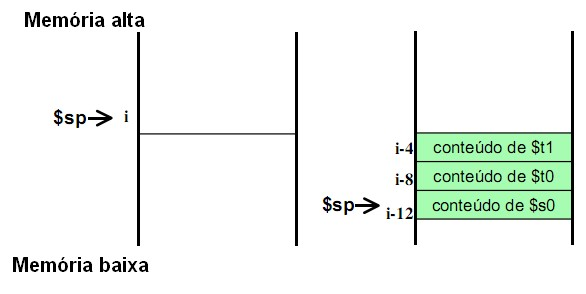 Memória alta
$sp i
i-4 conteúdo de $t1
i-8 conteúdo de $t0
$sp i-12 conteúdo de $s0
Memória baixa